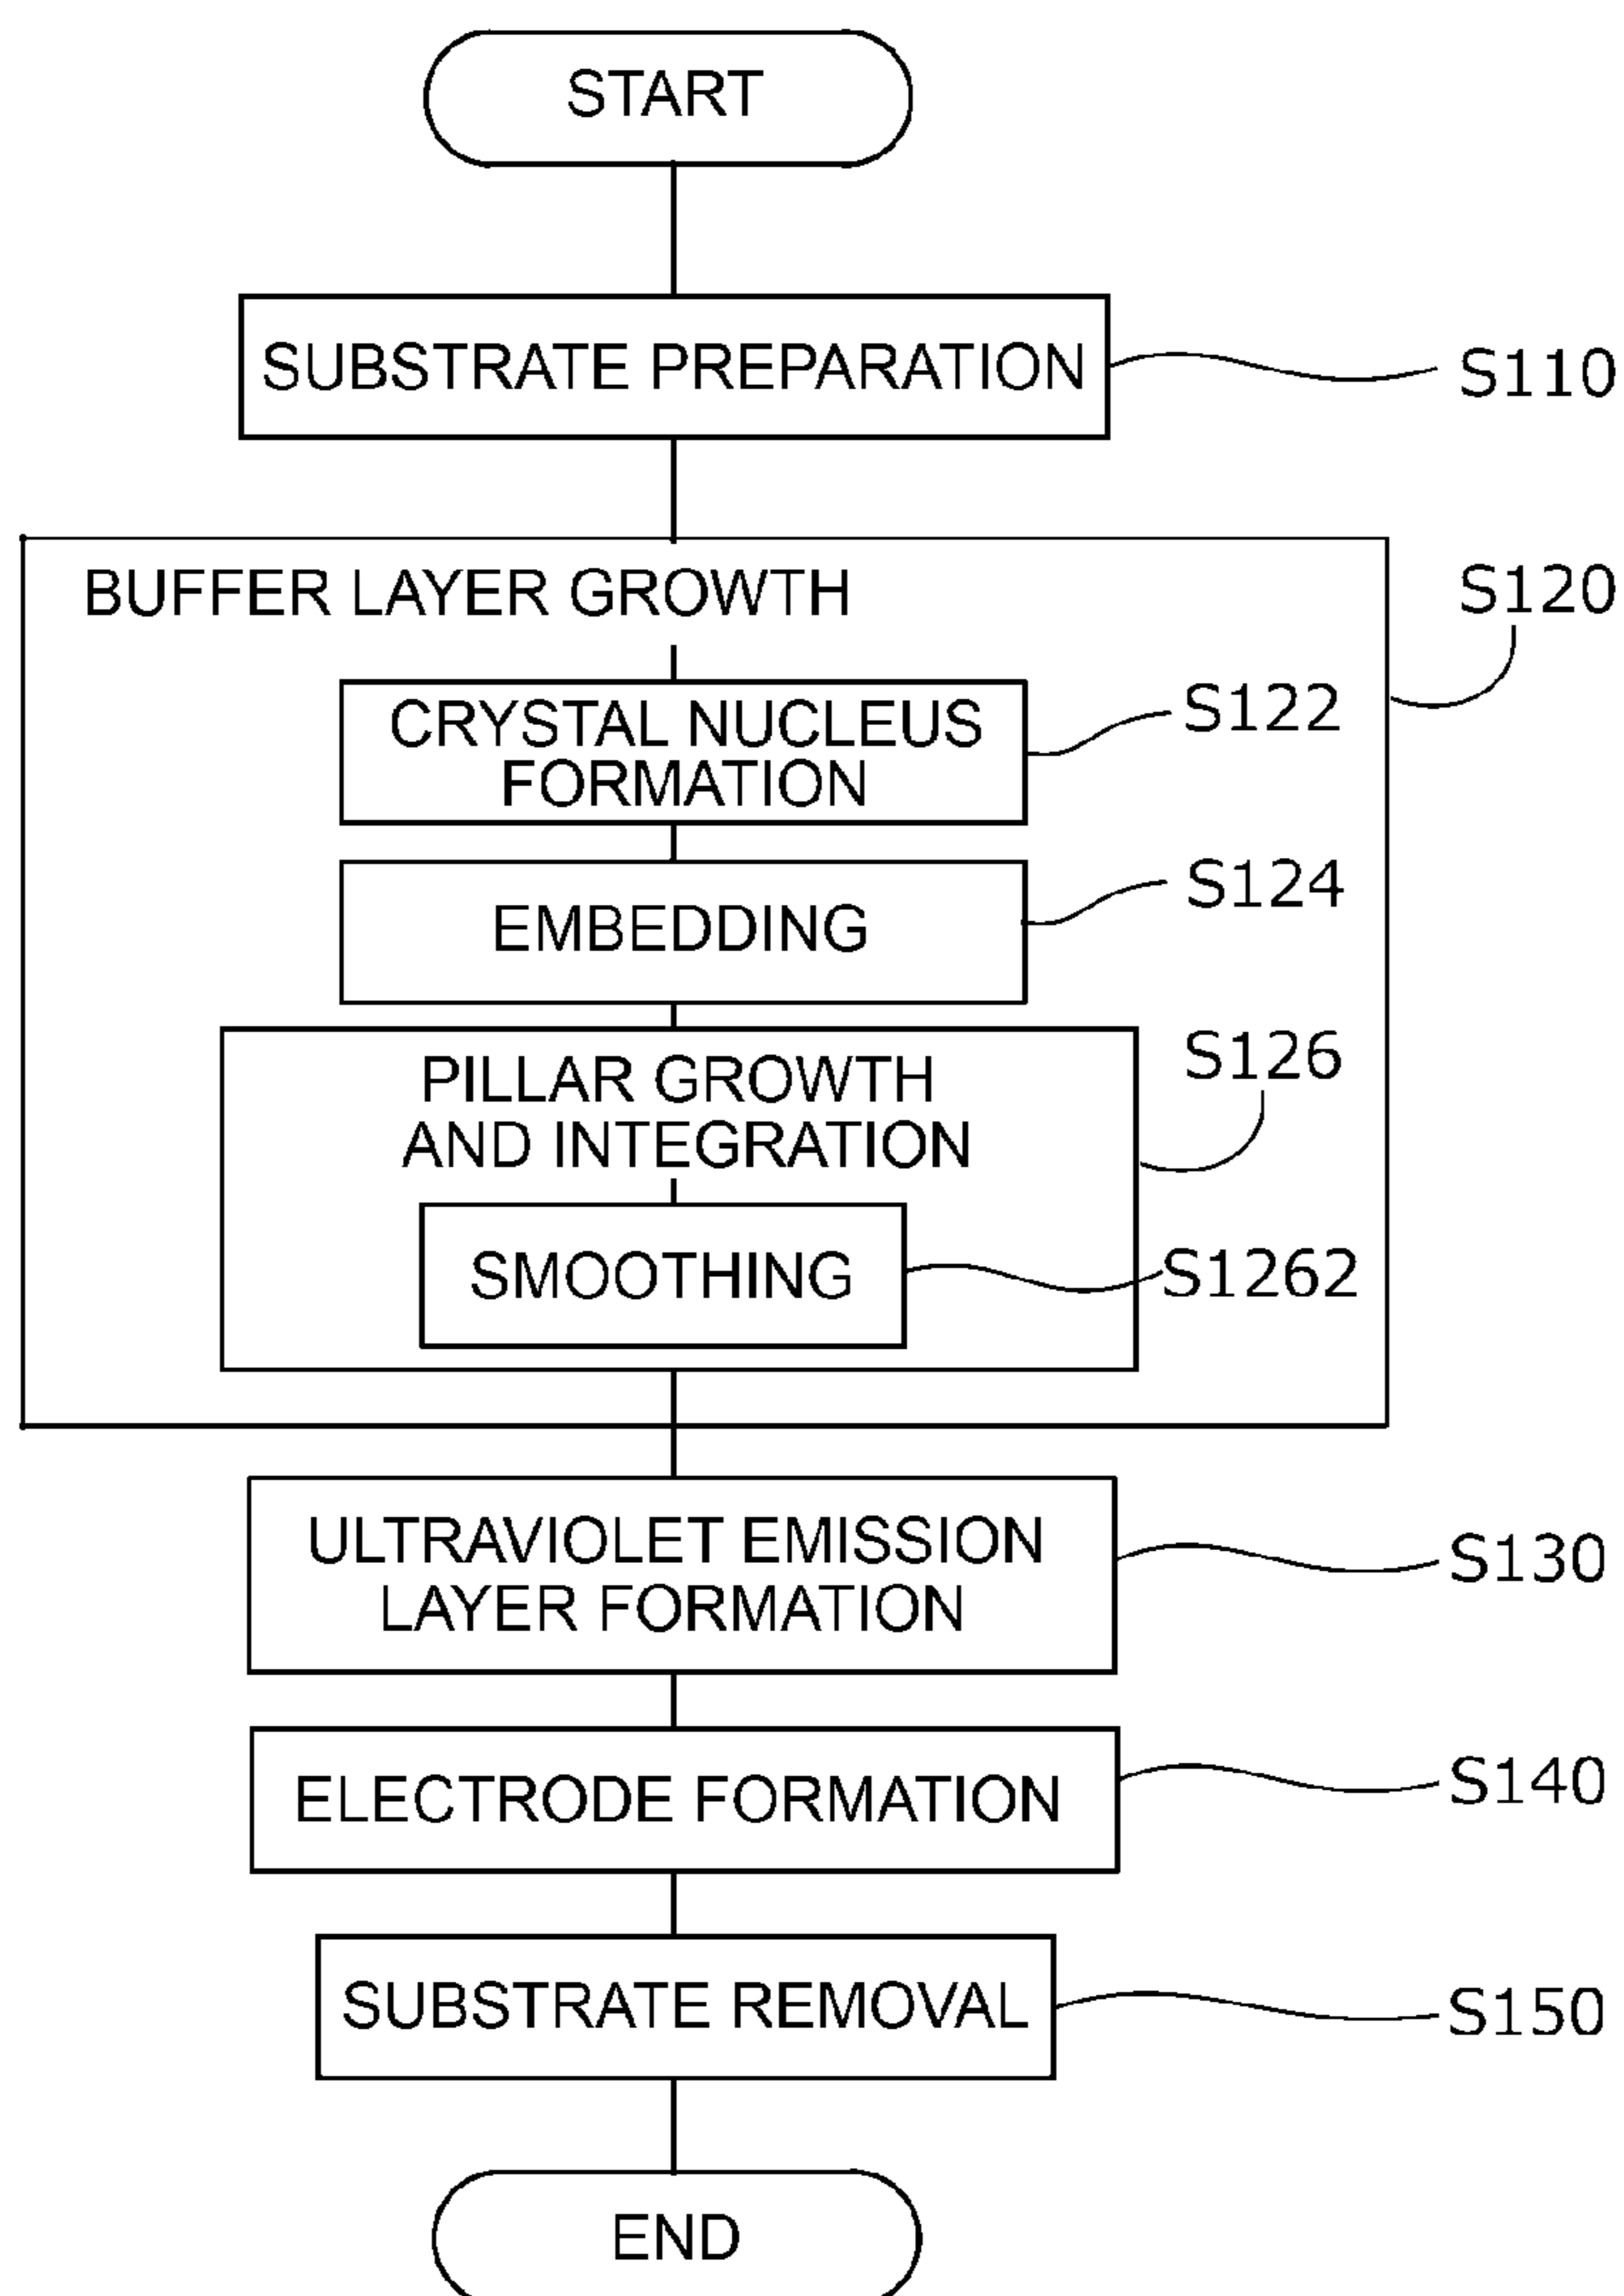 START
SUBSTRATE PREPARATION
S110
BUFFER LAYER GROWTH
S120
CRYSTAL NUCLEUS
FORMATION
S122
EMBEDDING
S124
PILLAR GROWTH
AND INTEGRATION
S126
SMOOTHING
S1262
ULTRAVIOLET EMISSION
LAYER FORMATION
S130
ELECTRODE FORMATION
S140
SUBSTRATE REMOVAL
S150
END